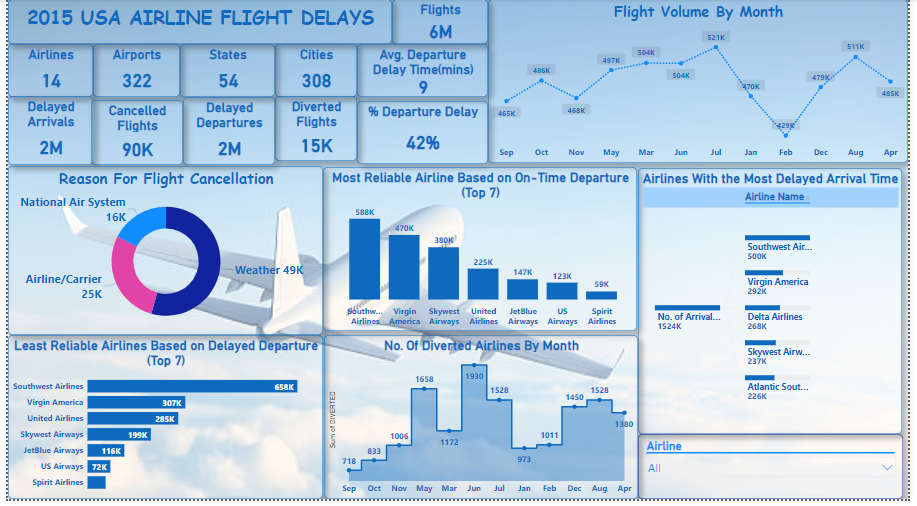 2015 USA AIRLINE FLIGHT DELAYS
Flights
6M
Airlines
14
Airports
322
States
54
Cities
308
Avg. Departure
Delay Time(mins)
9
Delayed
Arrivals
2M
Cancelled
Flights
90K
Delayed
Departures
2M
Diverted
Flights
15K
% Departure Delay
42%
Flight Volume By Month
465K
486K
468K
497K
504K
504K
521K
470K
429K
479K
511K
485K
Sep Oct Nov May Mar Jun Jul Jan Feb Dec Aug Apr
Reason For Flight Cancellation
National Air System
16K
Airline/Carrier
25K
Weather 49K
Most Reliable Airline Based on On-Time Departure
(Top 7)
588K
470K
380K
225K
147K
123K
59K
Southw...
Airlines
Virgin
America
Skywest
Airways
United
Airlines
JetBlue
Airways
US
Airways
Spirit
Airlines
Airlines With the Most Delayed Arrival Time
Airline Name
No. of Arrival...
1524K
Southwest Air...
500K
Virgin America
292K
Delta Airlines
268K
Skywest Airw...
237K
Atlantic Sout...
226K
Least Reliable Airlines Based on Delayed Departure
(Top 7)
Southwest Airlines 658K
Virgin America 307K
United Airlines 285K
Skywest Airways 199K
JetBlue Airways 116K
US Airways 72K
Spirit Airlines
No. Of Diverted Airlines By Month
Sum of DIVERTED
718
833
1006
1658
1172
1930
1528
973
1011
1450
1528
1380
Sep Oct Nov May Mar Jun Jul Jan Feb Dec Aug Apr
Airline
All